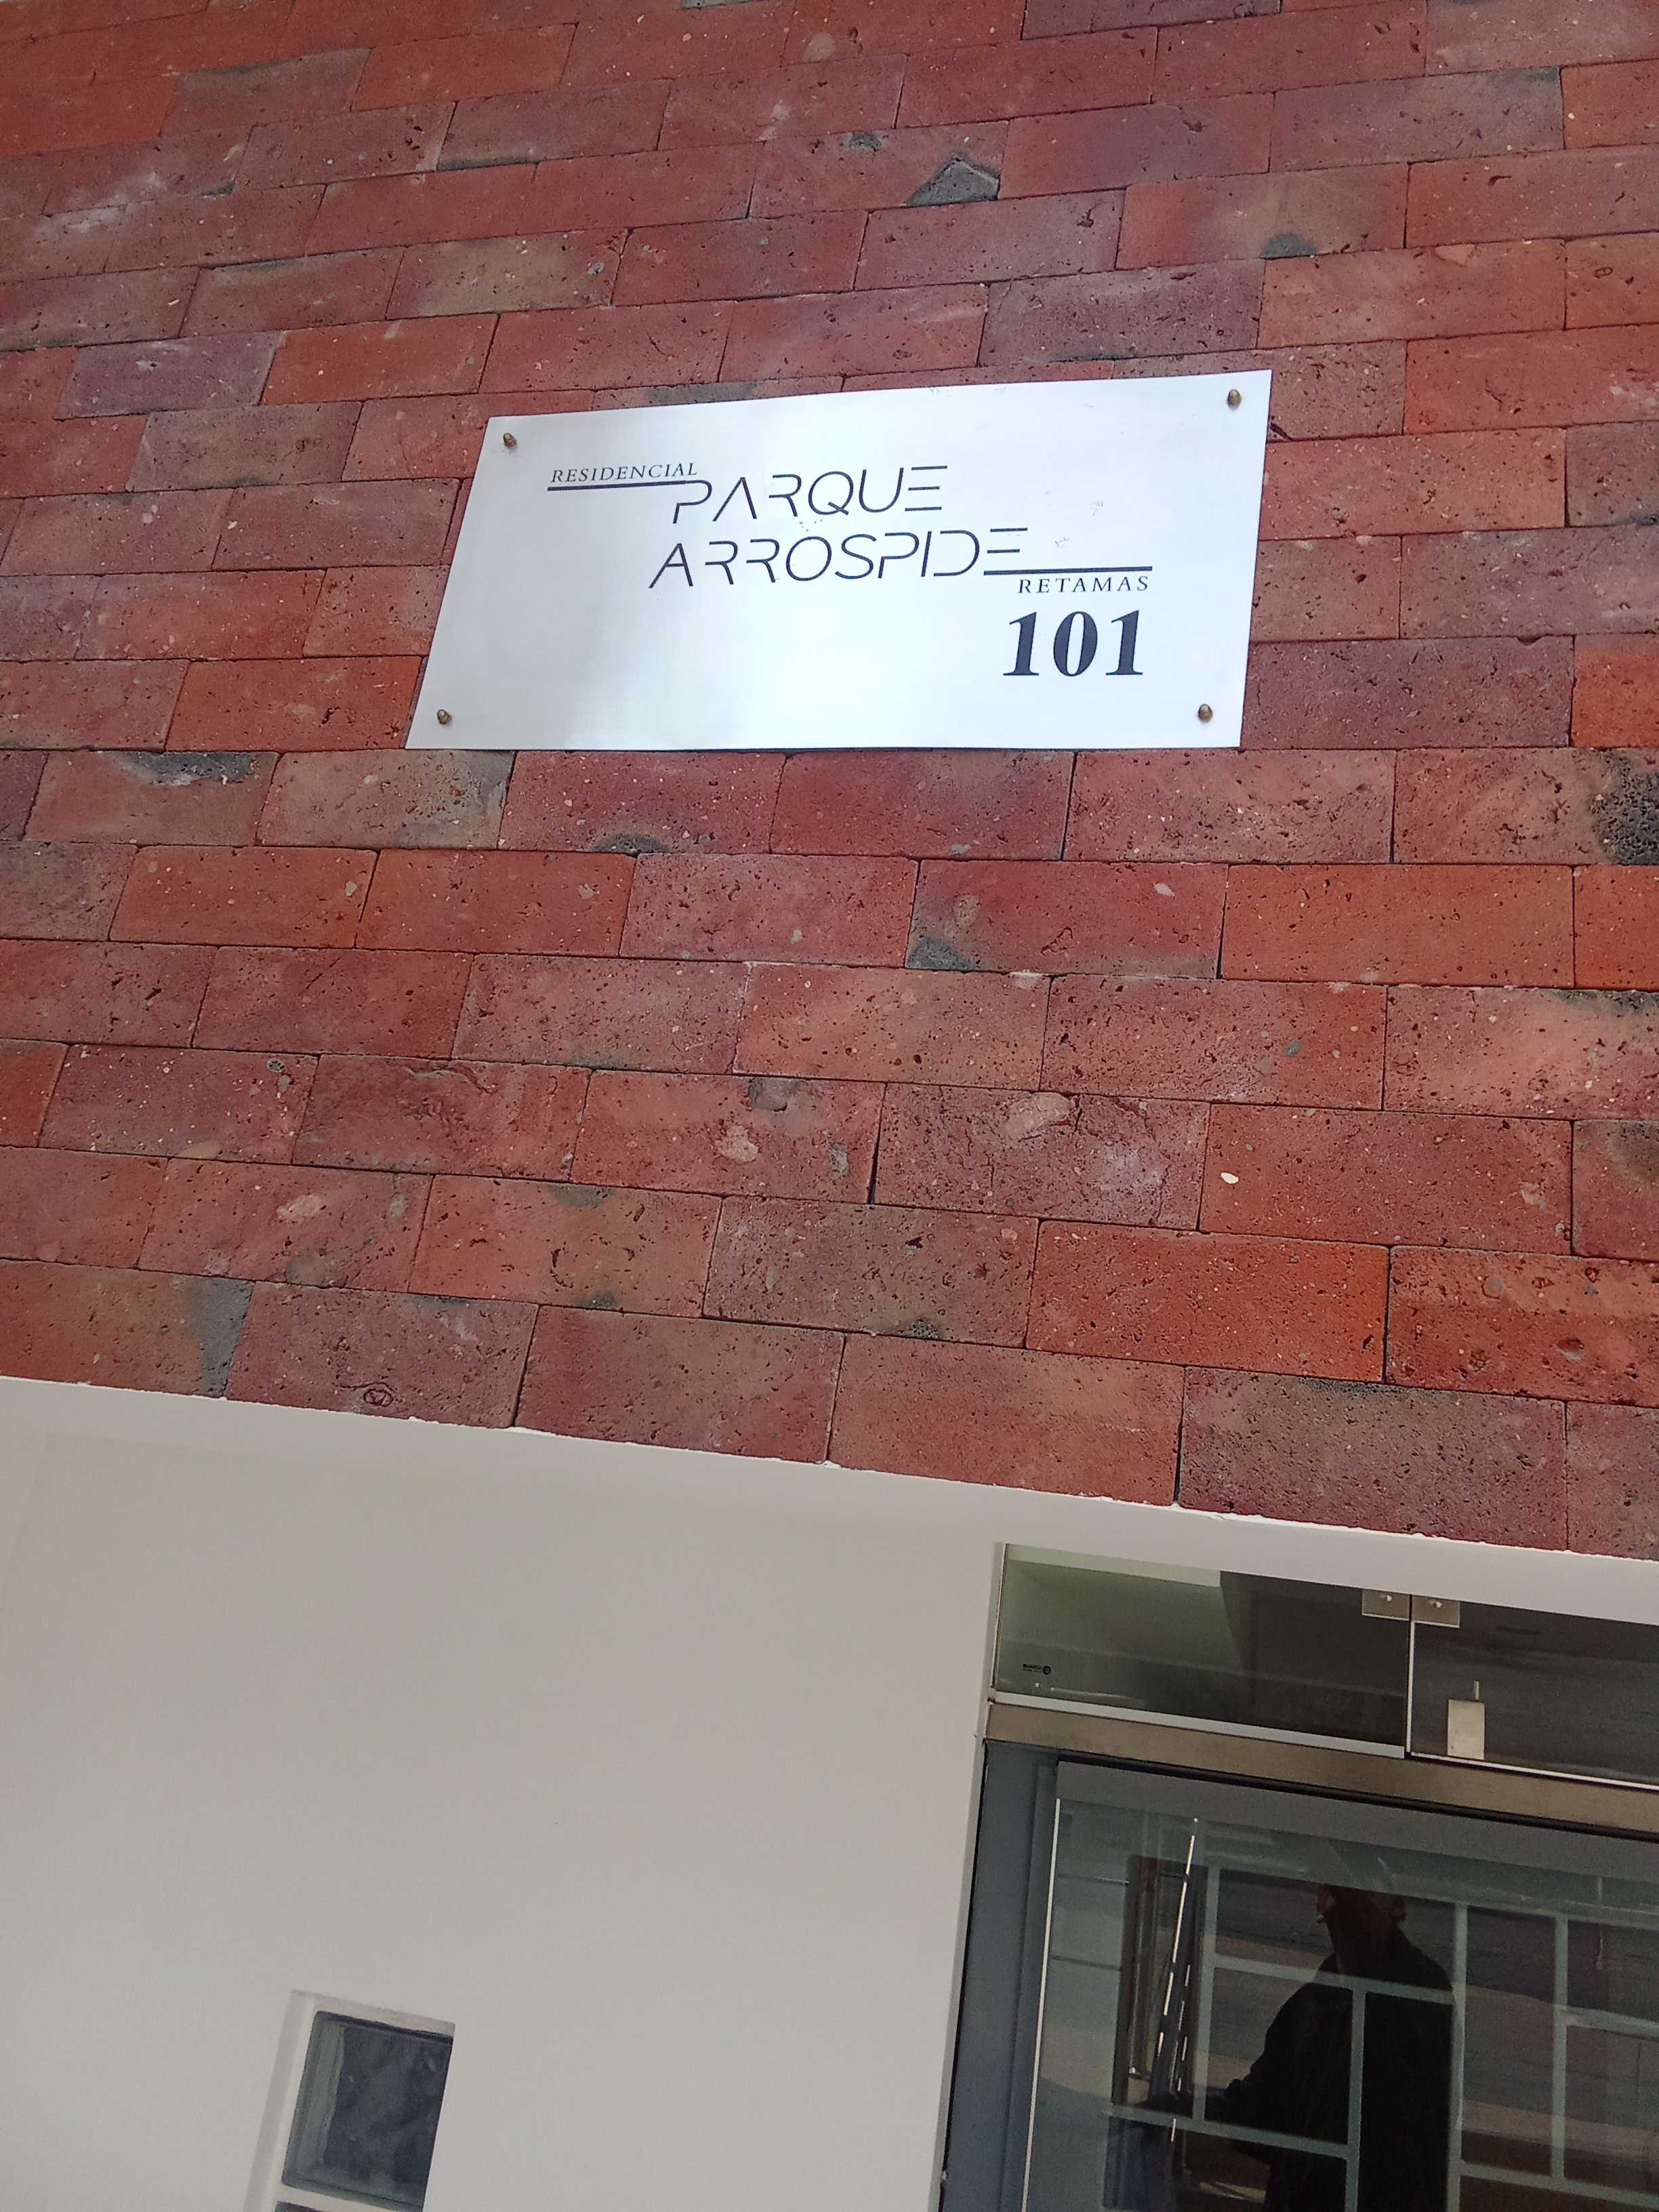 RESIDENCIAL
PARQUE
ARROSPIDE
RETAMAS
101